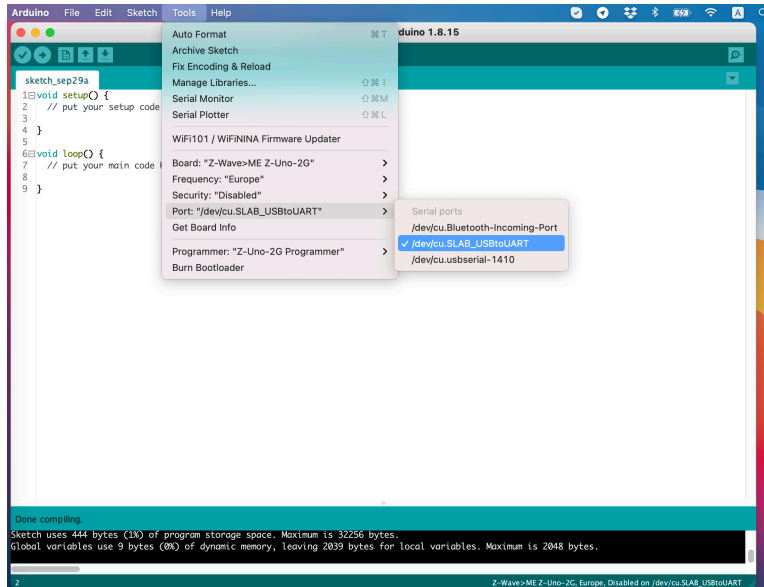 Arduino File Edit Sketch Tools Help
A
duino 1.8.15
Auto Format ⌘ T
Archive Sketch
Fix Encoding & Reload
Manage Libraries... ⇧ ⌘ I
Serial Monitor ⇧ ⌘ M
Serial Plotter ⇧ ⌘ L
WiFi101 / WiFiNINA Firmware Updater
Board: "Z-Wave>ME Z-Uno-2G"
Frequency: "Europe"
Security: "Disabled"
Port: "/dev/cu.SLAB_USBtoUART"
Get Board Info
Programmer: "Z-Uno-2G Programmer"
Burn Bootloader
Serial ports
/dev/cu.Bluetooth-Incoming-Port
✓ /dev/cu.SLAB_USBtoUART
/dev/cu.usbserial-1410
sketch_sep29a
1 void setup() {
2 // put your setup code
3
4 }
5
6 void loop() {
7 // put your main code
8
9 }
Done compiling.
Sketch uses 444 bytes (1%) of program storage space. Maximum is 32256 bytes.
Global variables use 9 bytes (0%) of dynamic memory, leaving 2039 bytes for local variables. Maximum is 2048 bytes.
2 Z-Wave>ME Z-Uno-2G, Europe, Disabled on /dev/cu.SLAB_USBtoUART